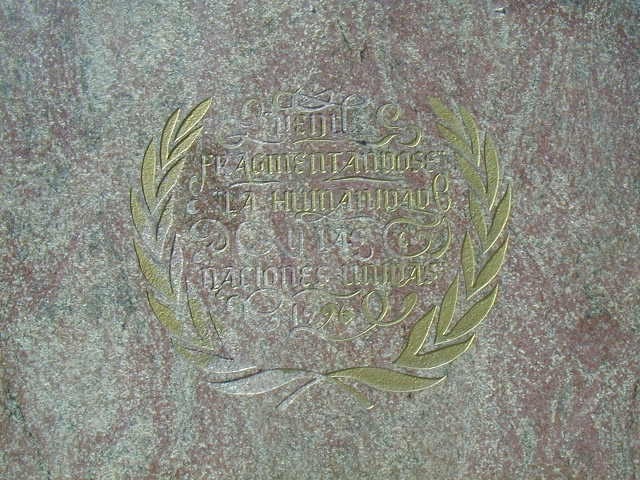 FRAGMENTANDOSE
"LA HUMANIDAD
Y LAS
NACIONES UNIDAS"